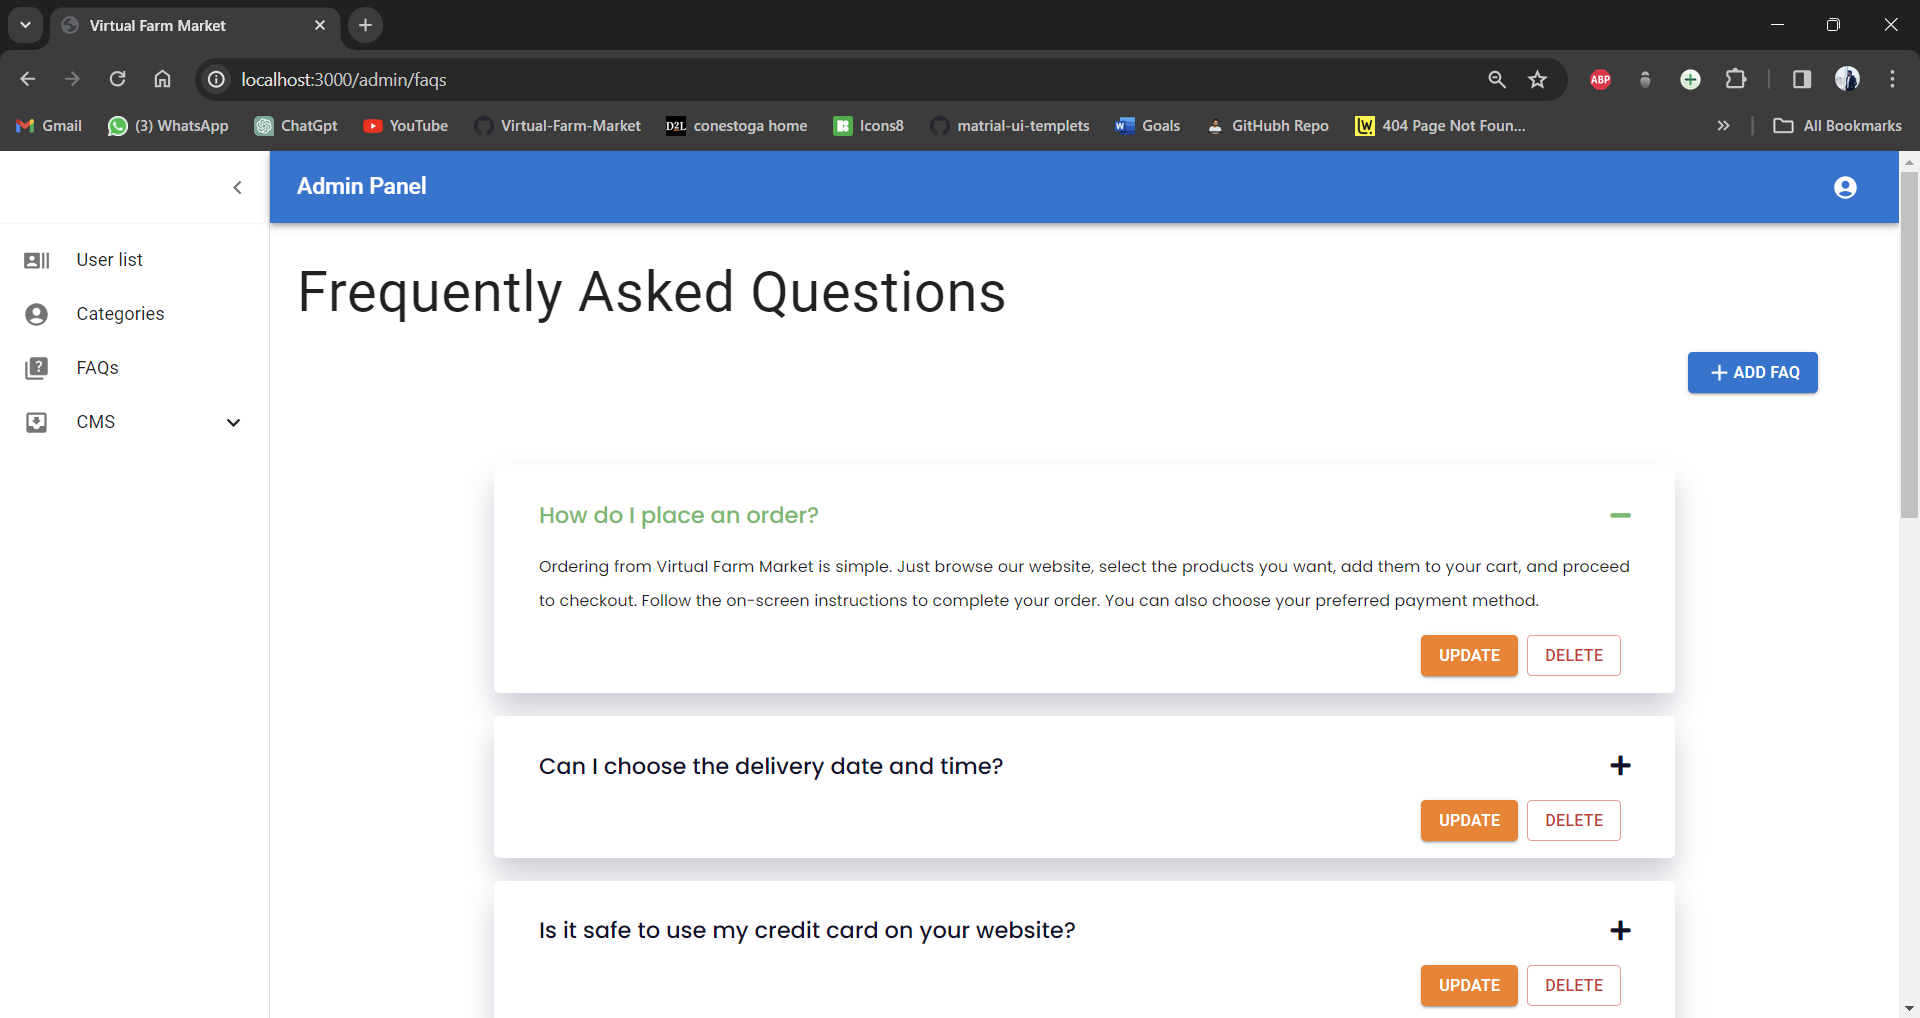 Virtual Farm Market
localhost:3000/admin/faqs
ABP
Gmail
(3) WhatsApp
ChatGpt
YouTube
Virtual-Farm-Market
D2L conestoga home
Icons8
matrial-ui-templets
W Goals
GitHubh Repo
LW 404 Page Not Foun...
All Bookmarks
Admin Panel
User list
Categories
FAQs
CMS
Frequently Asked Questions
ADD FAQ
How do I place an order?
Ordering from Virtual Farm Market is simple. Just browse our website, select the products you want, add them to your cart, and proceed
to checkout. Follow the on-screen instructions to complete your order. You can also choose your preferred payment method.
UPDATE DELETE
Can I choose the delivery date and time?
UPDATE DELETE
Is it safe to use my credit card on your website?
UPDATE DELETE